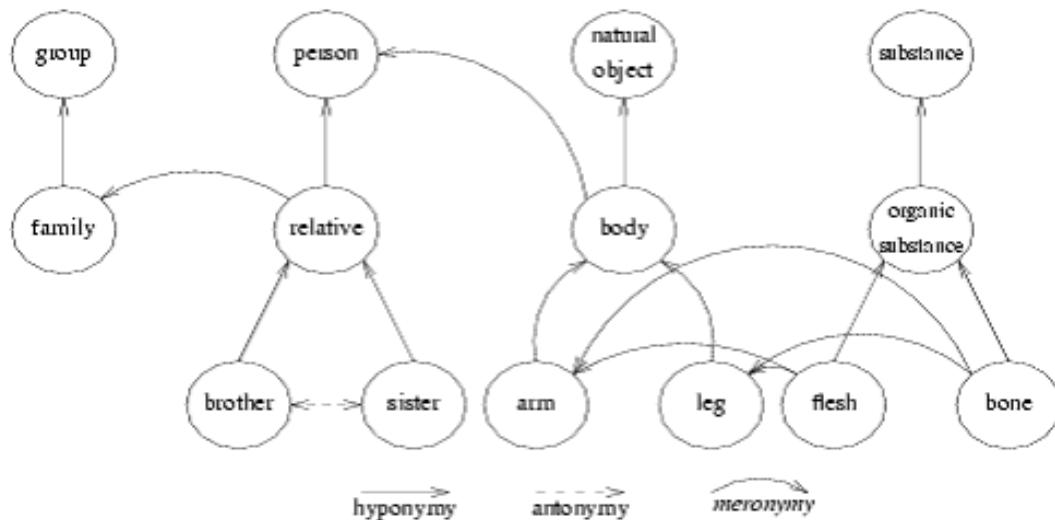 group
person
natural
object
substance
family
relative
body
organic
substance
brother
sister
arm
leg
flesh
bone
hyponymy
antonymy
meronymy